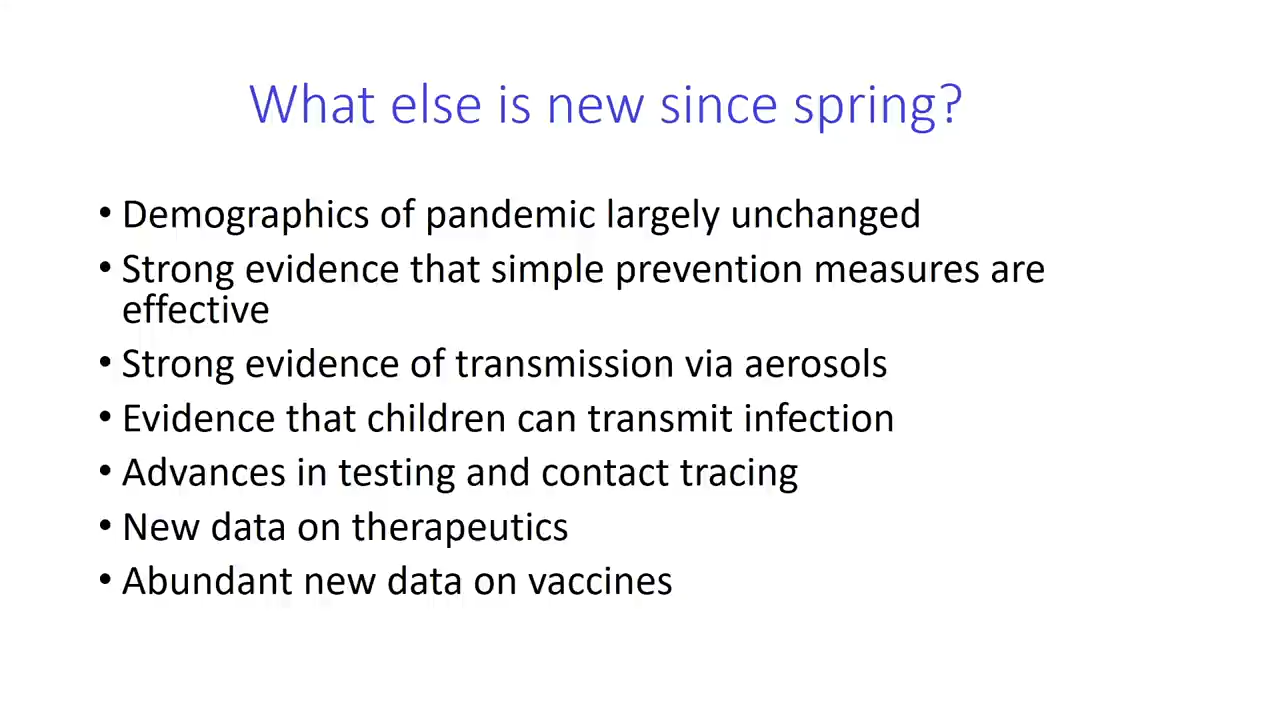 What else is new since spring?
• Demographics of pandemic largely unchanged
• Strong evidence that simple prevention measures are
effective
• Strong evidence of transmission via aerosols
• Evidence that children can transmit infection
• Advances in testing and contact tracing
• New data on therapeutics
• Abundant new data on vaccines